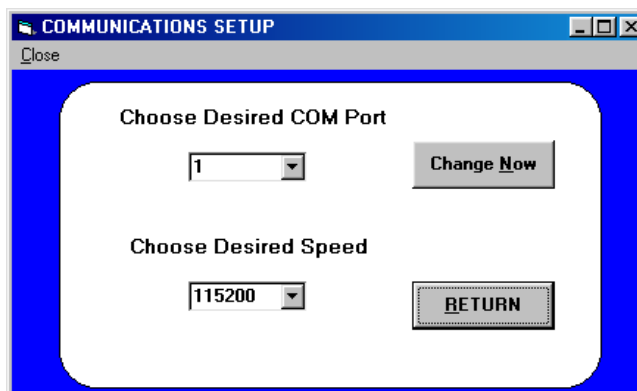 COMMUNICATIONS SETUP
Close
Choose Desired COM Port
1
Change Now
Choose Desired Speed
115200
RETURN